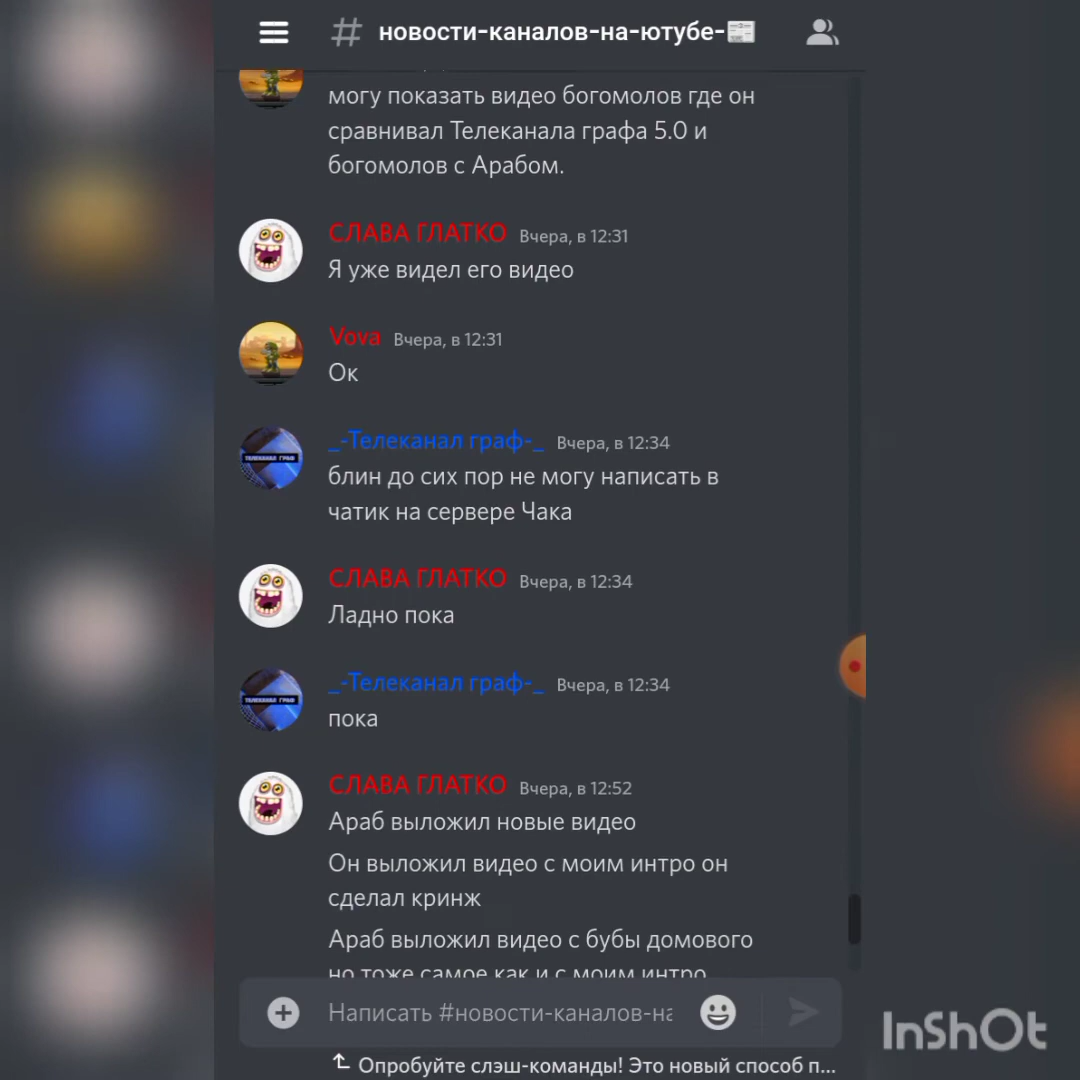 # новости-каналов-на-ютубе-
могу показать видео богомолов где он
сравнивал Телеканала графа 5.0 и
богомолов с Арабом.
СЛАВА ГЛАТКО Вчера, в 12:31
Я уже видел его видео
Vova Вчера, в 12:31
Ок
_-Телеканал граф-_ Вчера, в 12:34
блин до сих пор не могу написать в
чатик на сервере Чака
СЛАВА ГЛАТКО Вчера, в 12:34
Ладно пока
_-Телеканал граф-_ Вчера, в 12:34
пока
СЛАВА ГЛАТКО Вчера, в 12:52
Араб выложил новые видео
Он выложил видео с моим интро он
сделал кринж
Араб выложил видео с бубы домового
но тоже самое как и с моим интро
Написать #новости-каналов-на
Опробуйте слэш-команды! Это новый способ п...
InShOt